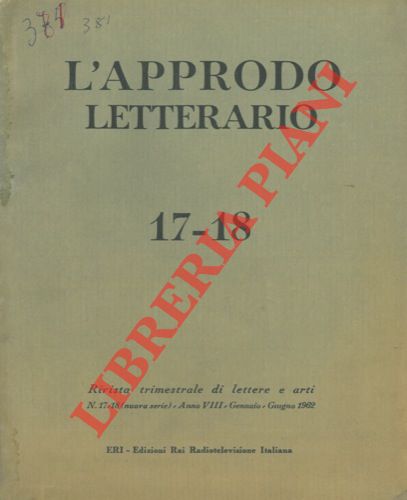 381
L'APPRODO
LETTERARIO
17-18
LIBRERIA PIANI
Rivista trimestrale di lettere e arti
N. 17-18 (nuova serie) - Anno VIII - Gennaio - Giugno 1962
ERI - Edizioni Rai Radiotelevisione Italiana